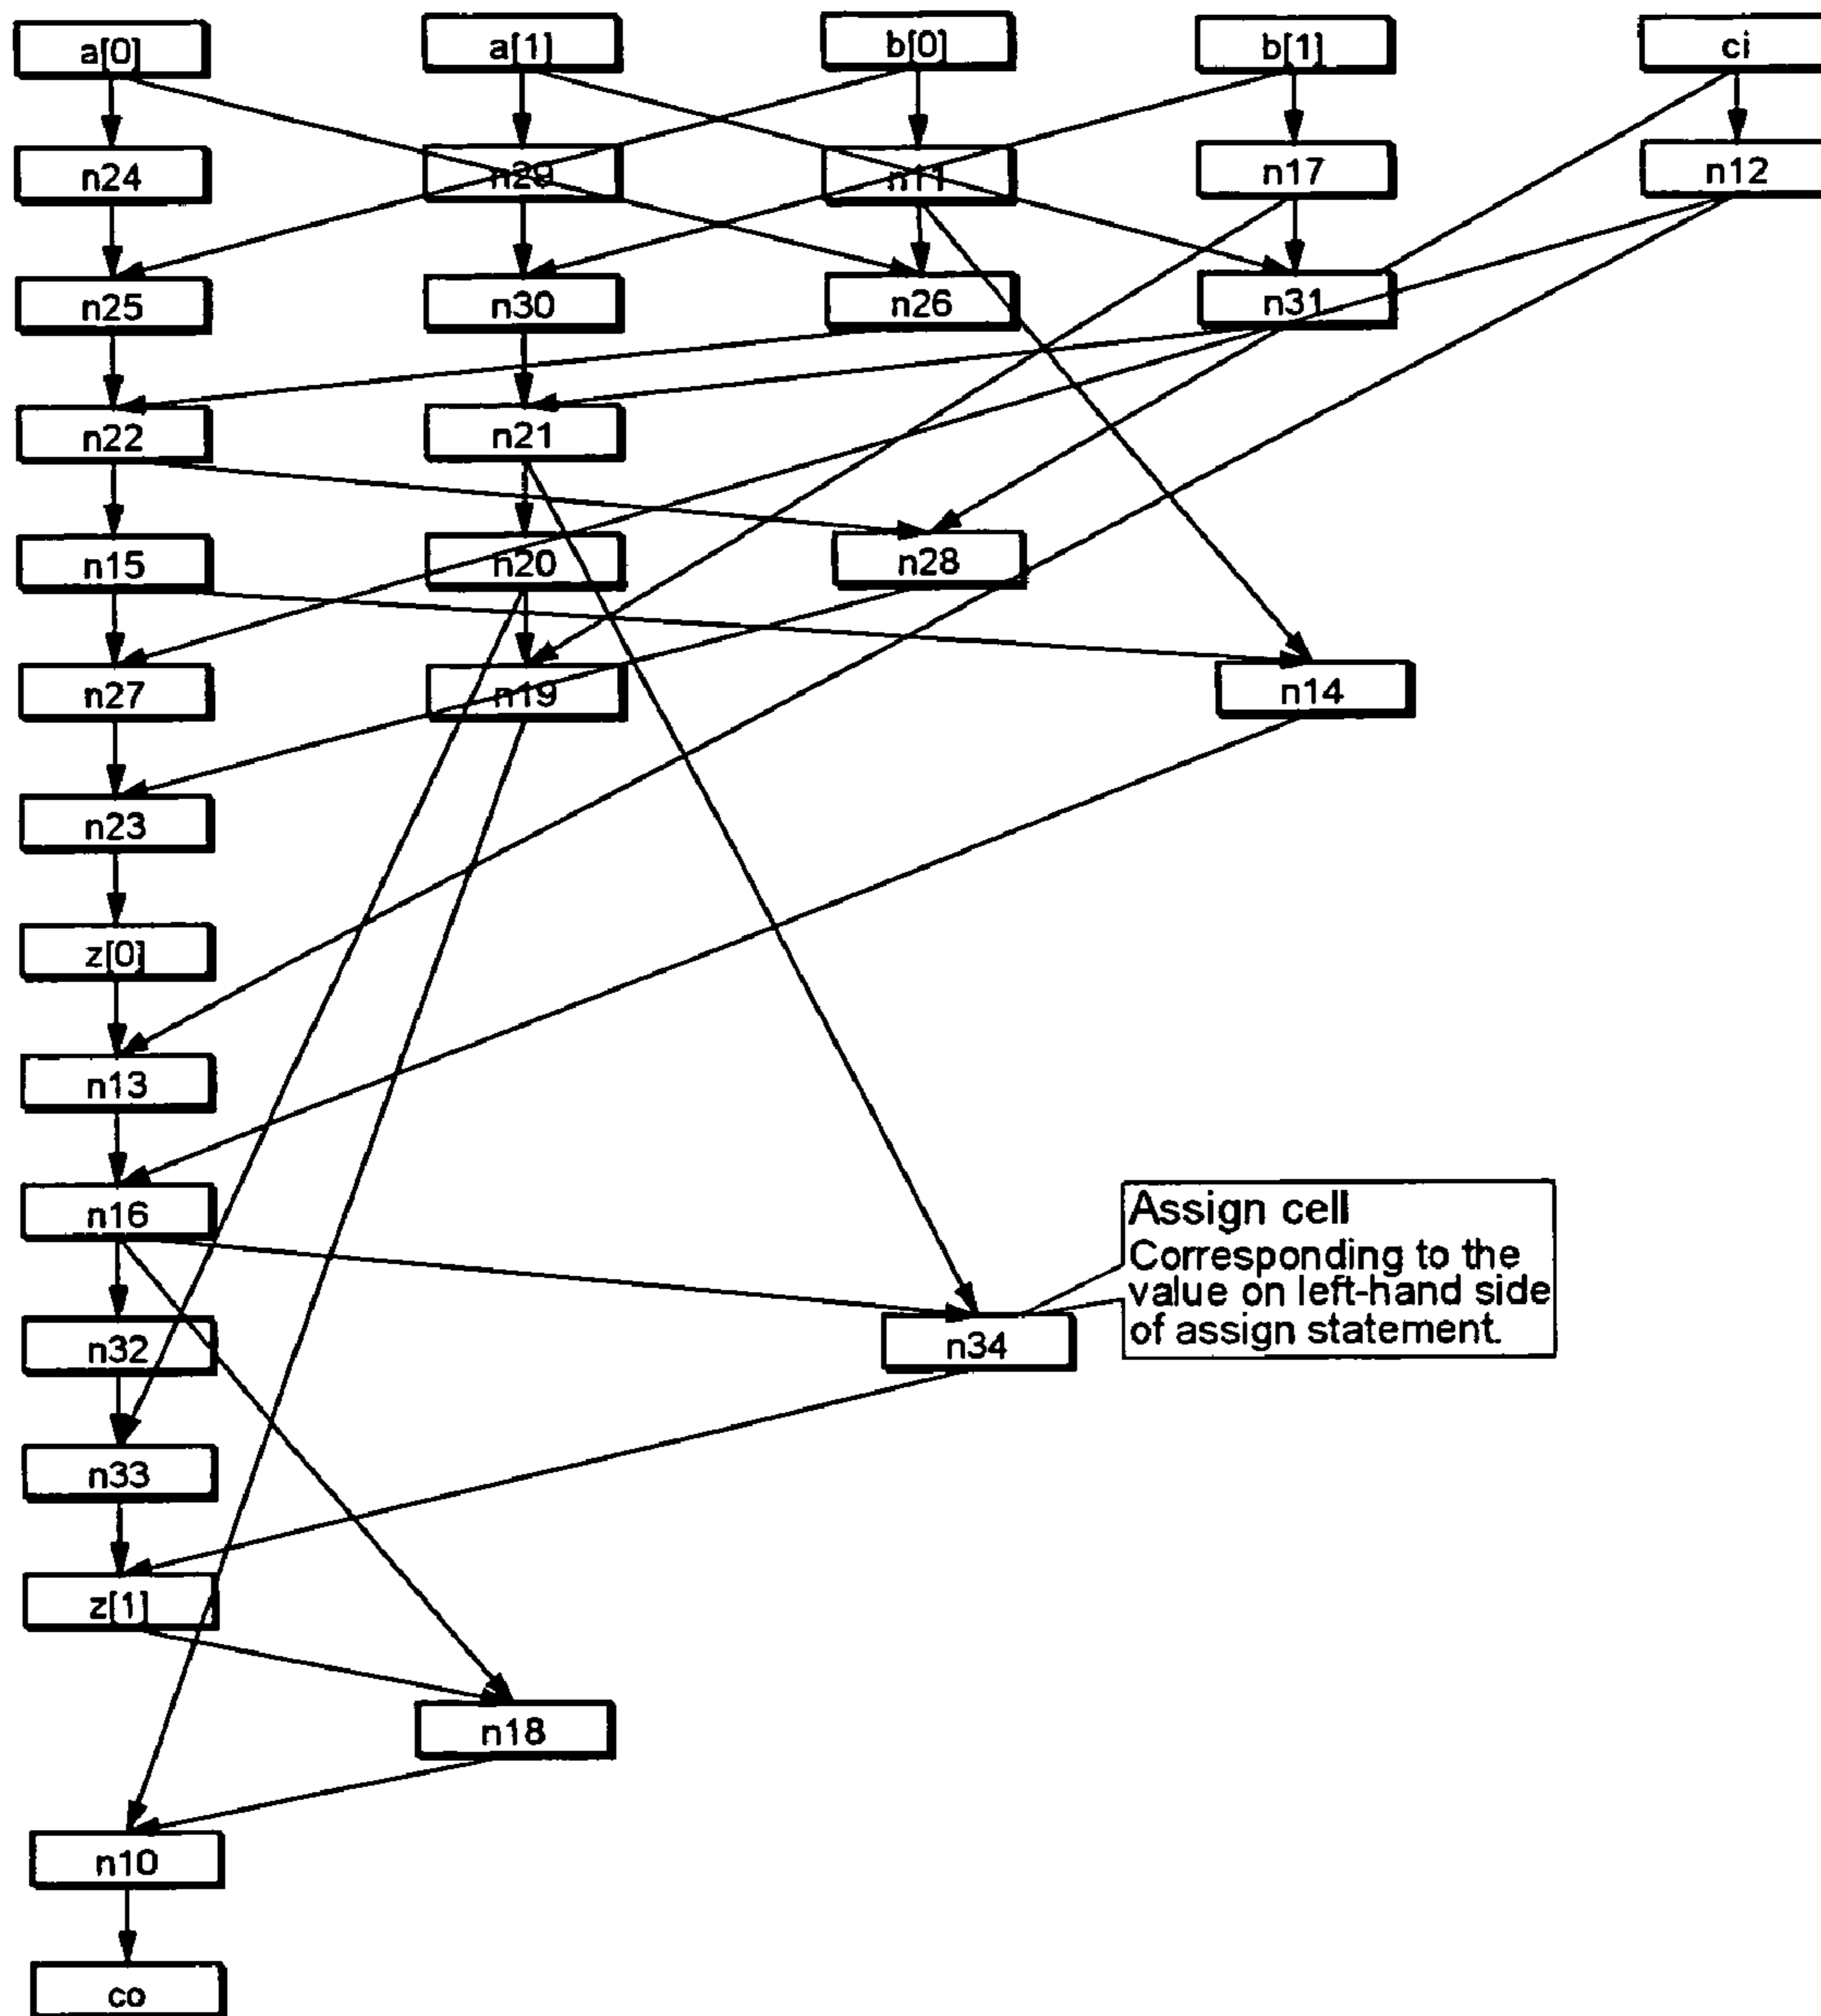 a[0]
a[1]
b[0]
b[1]
ci
n24
n29
n11
n17
n12
n25
n30
n26
n31
n22
n21
n15
n20
n28
n27
n19
n14
n23
z[0]
n13
n16
Assign cell
Corresponding to the
value on left-hand side
of assign statement.
n32
n34
n33
z[1]
n18
n10
co